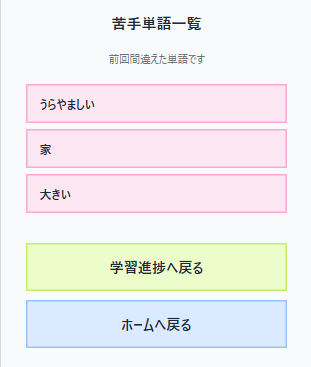 苦手単語一覧
前回間違えた単語です
うらやましい
家
大きい
学習進捗へ戻る
ホームへ戻る